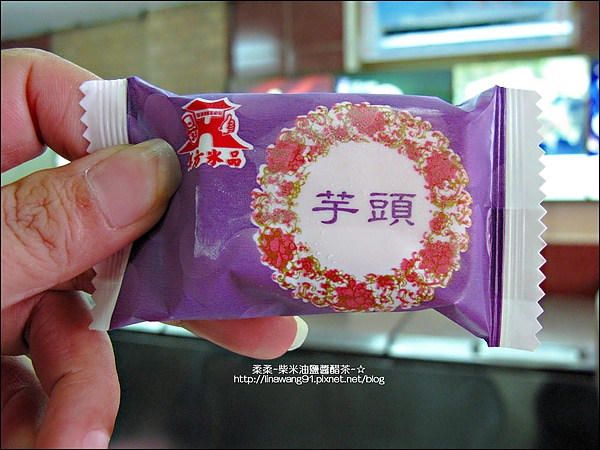 冰品
芋頭
柔柔-柴米油鹽醬醋茶-☆
http://linawang91.pixnet.net/blog